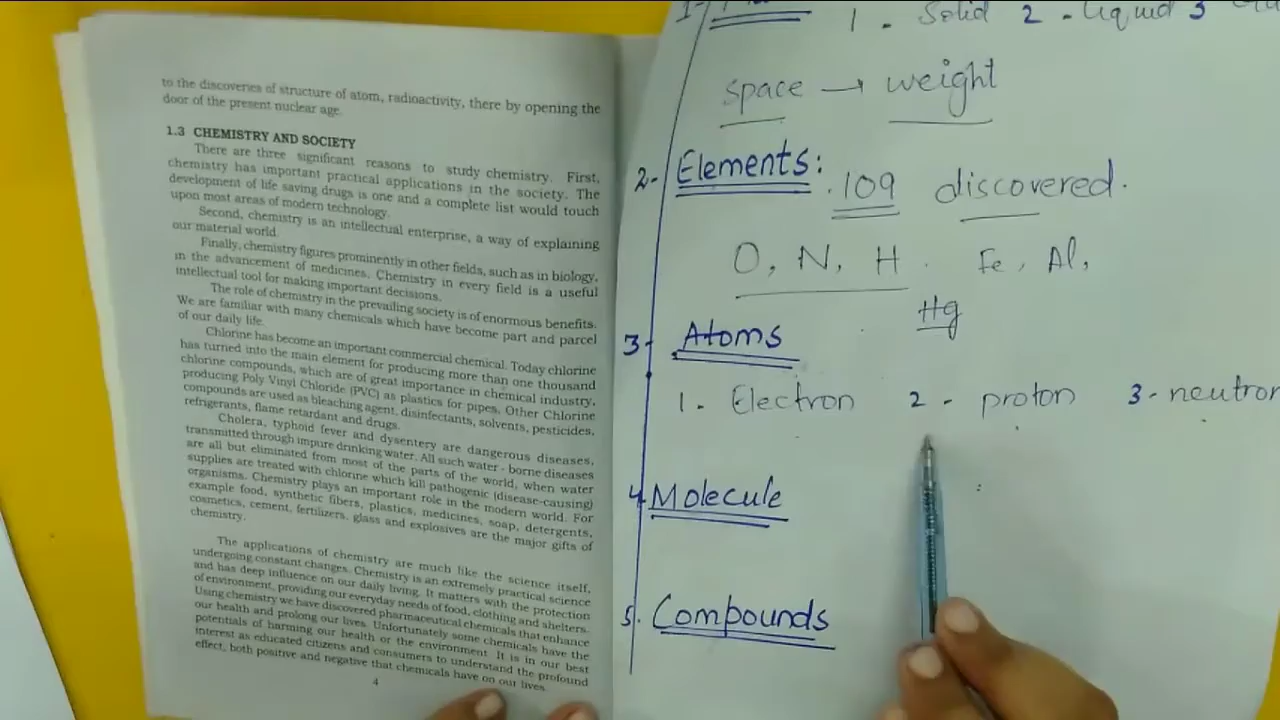 to the discoveries of structure of atom, radioactivity, there by opening the
door of the present nuclear age.
1.3 CHEMISTRY AND SOCIETY
There are three significant reasons to study chemistry. First,
chemistry has important practical applications in the society. The
development of life saving drugs is one and a complete list would touch
upon most areas of modern technology.
Second, chemistry is an intellectual enterprise, a way of explaining
our material world.
Finally, chemistry figures prominently in other fields, such as in biology,
in the advancement of medicines. Chemistry in every field is a useful
intellectual tool for making important decisions.
The role of chemistry in the prevailing society is of enormous benefits.
We are familiar with many chemicals which have become part and parcel
of our daily life.
Chlorine has become an important commercial chemical. Today chlorine
has turned into the main element for producing more than one thousand
chlorine compounds, which are of great importance in chemical industry,
producing Poly Vinyl Chloride (PVC) as plastics for pipes. Other Chlorine
compounds are used as bleaching agent, disinfectants, solvents, pesticides,
refrigerants, flame retardant and drugs.
Cholera, typhoid fever and dysentery are dangerous diseases,
transmitted through impure drinking water. All such water - borne diseases
are all but eliminated from most of the parts of the world, when water
supplies are treated with chlorine which kill pathogenic (disease-causing)
organisms. Chemistry plays an important role in the modern world. For
example food, synthetic fibers, plastics, medicines, soap, detergents,
cosmetics, cement, fertilizers, glass and explosives are the major gifts of
chemistry.
The applications of chemistry are much like the science itself,
undergoing constant changes. Chemistry is an extremely practical science
and has deep influence on our daily living. It matters with the protection
of environment, providing our everyday needs of food, clothing and shelters.
Using chemistry we have discovered pharmaceutical chemicals that enhance
our health and prolong our lives. Unfortunately some chemicals have the
potentials of harming our health or the environment. It is in our best
interest as educated citizens and consumers to understand the profound
effect, both positive and negative that chemicals have on our lives.
4
1-
1 - Solid 2 - Liquid 3
space → weight
2- Elements: 109 discovered.
O, N, H. Fe, Al,
Hg
3- Atoms
1 - Electron 2 - proton 3 - neutron
4 Molecule
5. Compounds